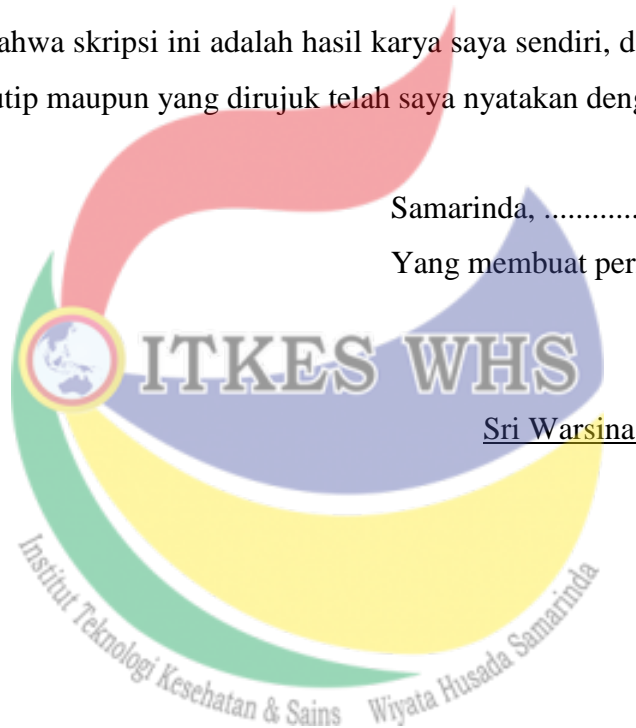 ahwa skripsi ini adalah hasil karya saya sendiri, d
utip maupun yang dirujuk telah saya nyatakan deng
Samarinda, ............
Yang membuat per
ITKES WHS
Sri Warsina
Institut Teknologi Kesehatan & Sains Wiyata Husada Samarinda